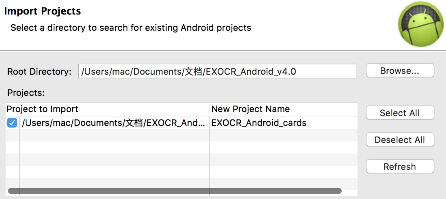 Import Projects
Select a directory to search for existing Android projects
Root Directory: /Users/mac/Documents/文档/EXOCR_Android_v4.0 Browse...
Projects:
Project to Import New Project Name Select All
/Users/mac/Documents/文档/EXOCR_And... EXOCR_Android_cards
Deselect All
Refresh